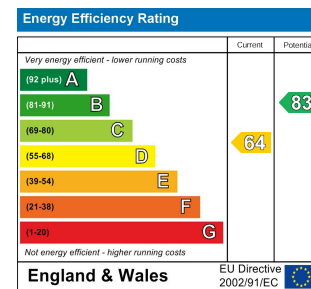 Energy Efficiency Rating
Current Potentia
Very energy efficient - lower running costs
(92 plus) A
(81-91) B
(69-80) C
(55-68) D
(39-54) E
(21-38) F
(1-20) G
64
83
Not energy efficient - higher running costs
England & Wales
EU Directive
2002/91/EC